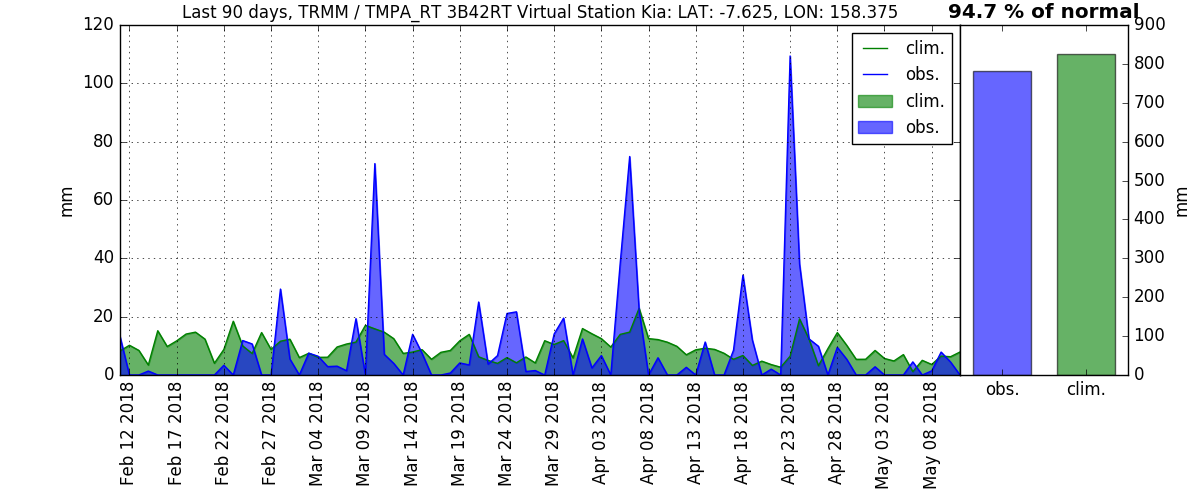 Last 90 days, TRMM / TMPA_RT 3B42RT Virtual Station Kia: LAT: -7.625, LON: 158.375
94.7 % of normal
120
100
80
60
40
20
0
mm
clim.
obs.
clim.
obs.
900
800
700
600
500
400
300
200
100
0
mm
obs.
clim.
Feb 12 2018
Feb 17 2018
Feb 22 2018
Feb 27 2018
Mar 04 2018
Mar 09 2018
Mar 14 2018
Mar 19 2018
Mar 24 2018
Mar 29 2018
Apr 03 2018
Apr 08 2018
Apr 13 2018
Apr 18 2018
Apr 23 2018
Apr 28 2018
May 03 2018
May 08 2018